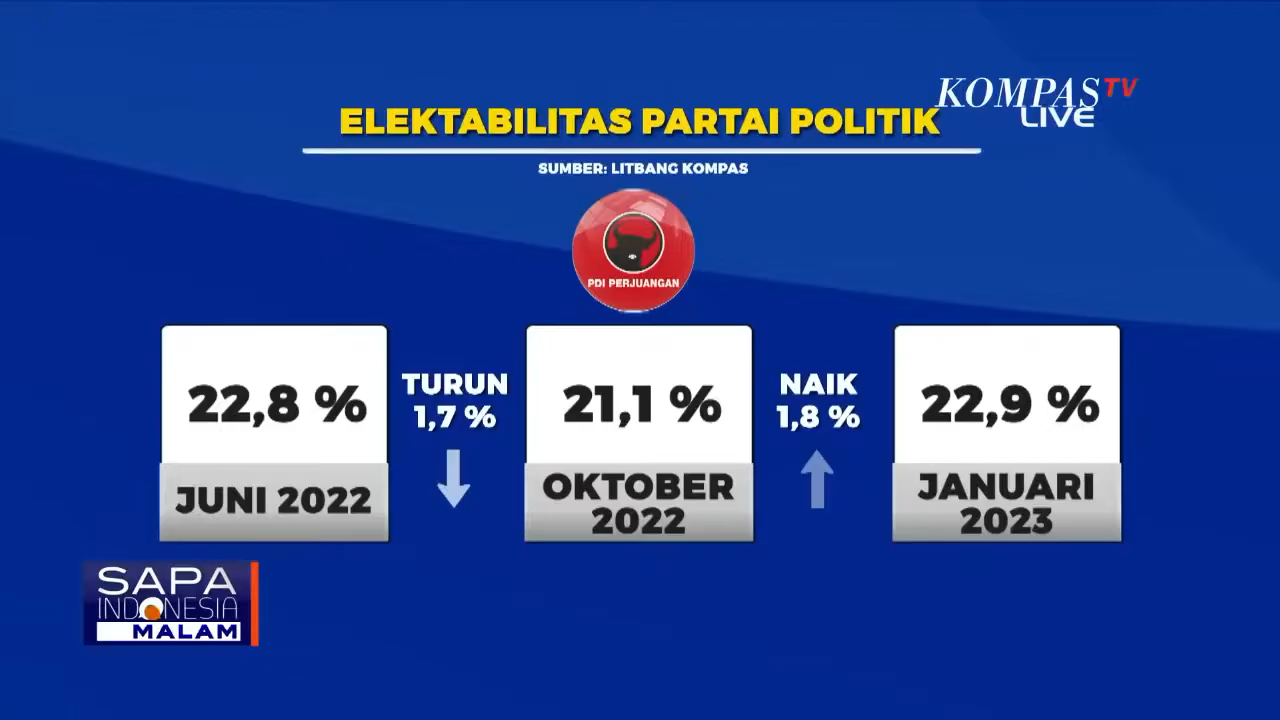 KOMPAS TV
LIVE
ELEKTABILITAS PARTAI POLITIK
SUMBER: LITBANG KOMPAS
PDI PERJUANGAN
22,8 %
JUNI 2022
TURUN
1,7 %
21,1 %
OKTOBER
2022
NAIK
1,8 %
22,9 %
JANUARI
2023
SAPA
INDONESIA
MALAM